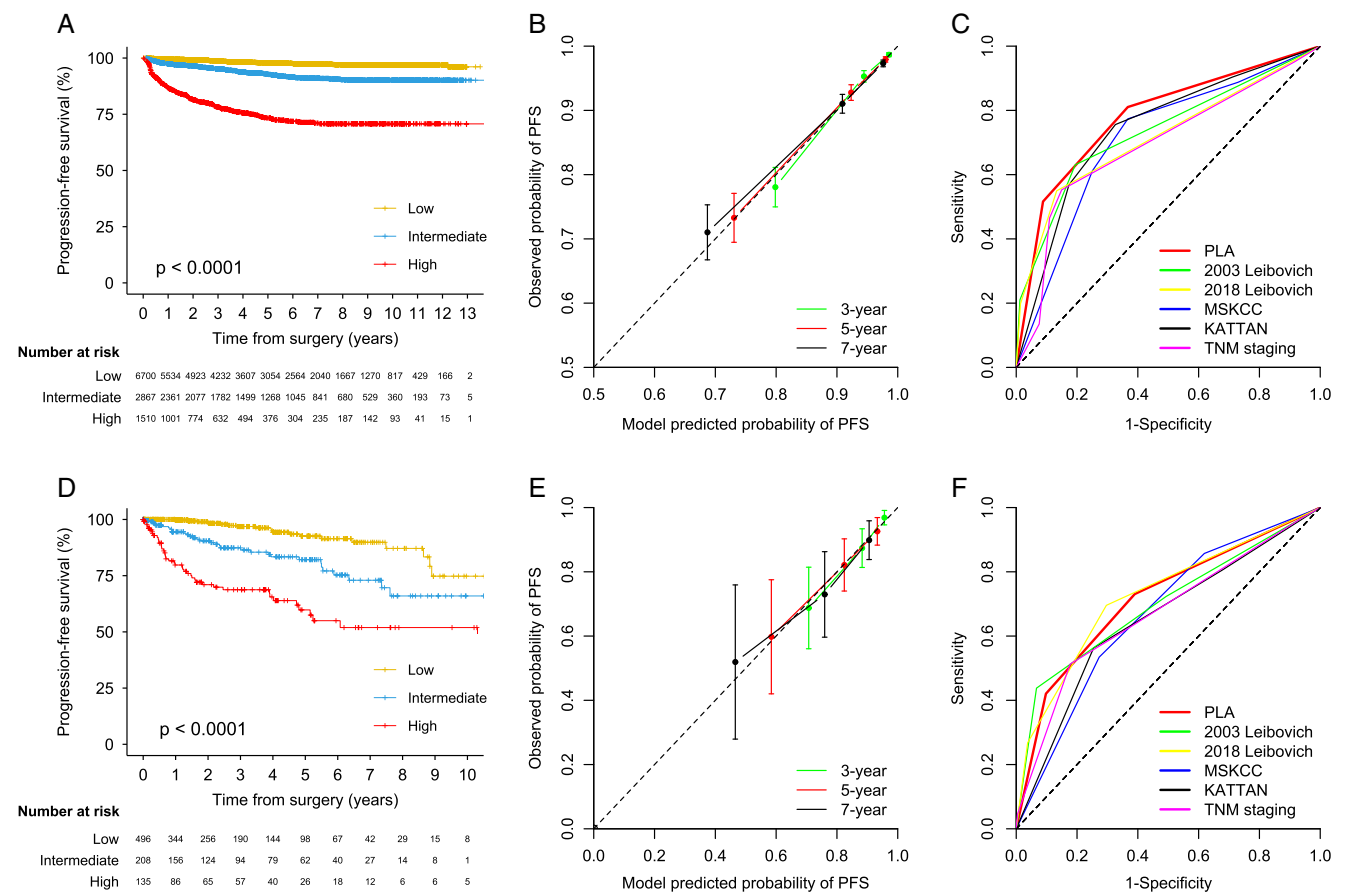 A
Progression-free survival (%)
100
75
50
25
0
Low
Intermediate
High
p < 0.0001
0 1 2 3 4 5 6 7 8 9 10 11 12 13
Time from surgery (years)
Number at risk
Low 6700 5534 4923 4232 3607 3054 2564 2040 1667 1270 817 429 166 2
Intermediate 2867 2361 2077 1782 1499 1268 1045 841 680 529 360 193 73 5
High 1510 1001 774 632 494 376 304 235 187 142 93 41 15 1
B
Observed probability of PFS
1.0
0.9
0.8
0.7
0.6
0.5
3-year
5-year
7-year
0.5 0.6 0.7 0.8 0.9 1.0
Model predicted probability of PFS
C
Sensitivity
1.0
0.8
0.6
0.4
0.2
0.0
PLA
2003 Leibovich
2018 Leibovich
MSKCC
KATTAN
TNM staging
0.0 0.2 0.4 0.6 0.8 1.0
1-Specificity
D
Progression-free survival (%)
100
75
50
25
0
Low
Intermediate
High
p < 0.0001
0 1 2 3 4 5 6 7 8 9 10
Time from surgery (years)
Number at risk
Low 496 344 256 190 144 98 67 42 29 15 8
Intermediate 208 156 124 94 79 62 40 27 14 8 1
High 135 86 65 57 40 26 18 12 6 6 5
E
Observed probability of PFS
1.0
0.8
0.6
0.4
0.2
0.0
3-year
5-year
7-year
0.0 0.2 0.4 0.6 0.8 1.0
Model predicted probability of PFS
F
Sensitivity
1.0
0.8
0.6
0.4
0.2
0.0
PLA
2003 Leibovich
2018 Leibovich
MSKCC
KATTAN
TNM staging
0.0 0.2 0.4 0.6 0.8 1.0
1-Specificity